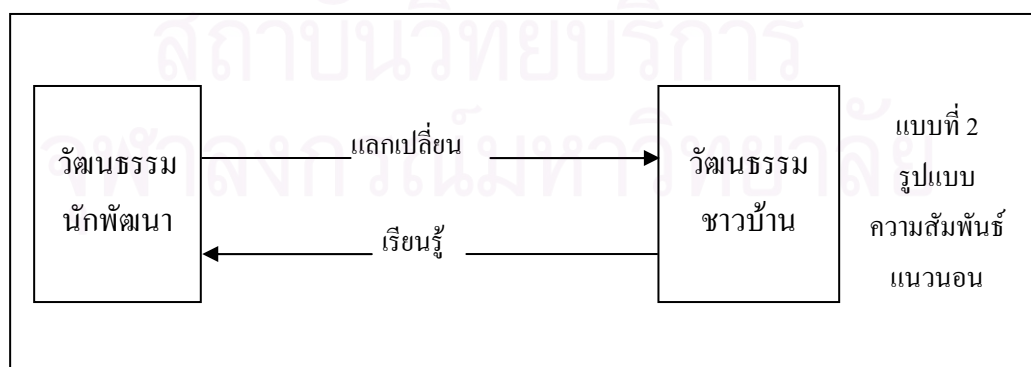 สถาบันวิทยบริการ
จุฬาลงกรณ์มหาวิทยาลัย
วัฒนธรรม
นักพัฒนา
แลกเปลี่ยน
เรียนรู้
วัฒนธรรม
ชาวบ้าน
แบบที่ 2
รูปแบบ
ความสัมพันธ์
แนวนอน